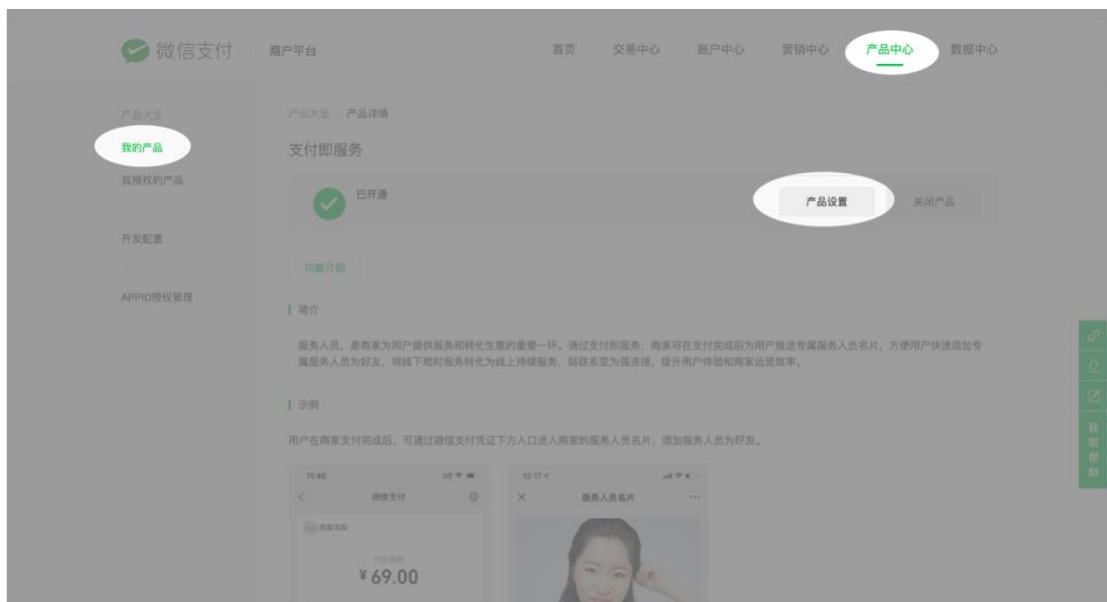 微信支付 商户平台 首页 交易中心 账户中心 营销中心 产品中心 数据中心
产品大全
我的产品
我授权的产品
开发配置
APPID授权管理
产品大全 产品详情
支付即服务
已开通
产品设置
关闭产品
功能介绍
简介
服务人员，是商家为用户提供服务和转化生意的重要一环。通过支付即服务，商家可在支付完成后为用户推送专属服务人员名片，方便用户快速添加专
属服务人员为好友，将线下短时服务转化为线上持续服务，弱联系变为强连接，提升用户体验和商家运营效率。
示例
用户在商家支付完成后，可通过微信支付凭证下方入口进入商家的服务人员名片，添加服务人员为好友。
11:40
微信支付
商家名称
付款金额
¥69.00
12:17
服务人员名片
获取帮助